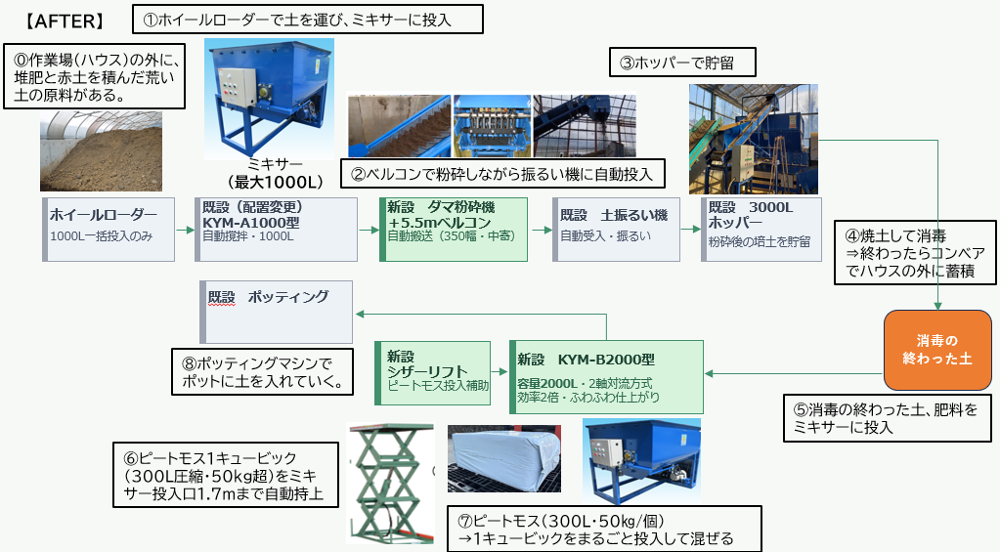 【AFTER】
①ホイールローダーで土を運び、ミキサーに投入
⓪作業場(ハウス)の外に、
堆肥と赤土を積んだ荒い
土の原料がある。
ミキサー
(最大1000L)
②ベルコンで粉砕しながら振るい機に自動投入
③ホッパーで貯留
ホイールローダー
1000L一括投入のみ
既設（配置変更）
KYM-A1000型
自動撹拌・1000L
新設　ダマ粉砕機
+5.5mベルコン
自動搬送（350幅・中寄）
既設　土振るい機
自動受入・振るい
既設　3000L
ホッパー
粉砕後の培土を貯留
④焼土して消毒
⇒終わったらコンベア
でハウスの外に蓄積
消毒の
終わった土
⑤消毒の終わった土、肥料を
ミキサーに投入
既設　ポッティング
⑧ポッティングマシンで
ポットに土を入れていく。
新設
シザーリフト
ピートモス投入補助
新設　KYM-B2000型
容量2000L・2軸対流方式
効率2倍・ふわふわ仕上がり
⑥ピートモス1キュービック
(300L圧縮・50kg超)をミキ
サー投入口1.7mまで自動持上
⑦ピートモス(300L・50㎏/個)
→1キュービックをまるごと投入して混ぜる